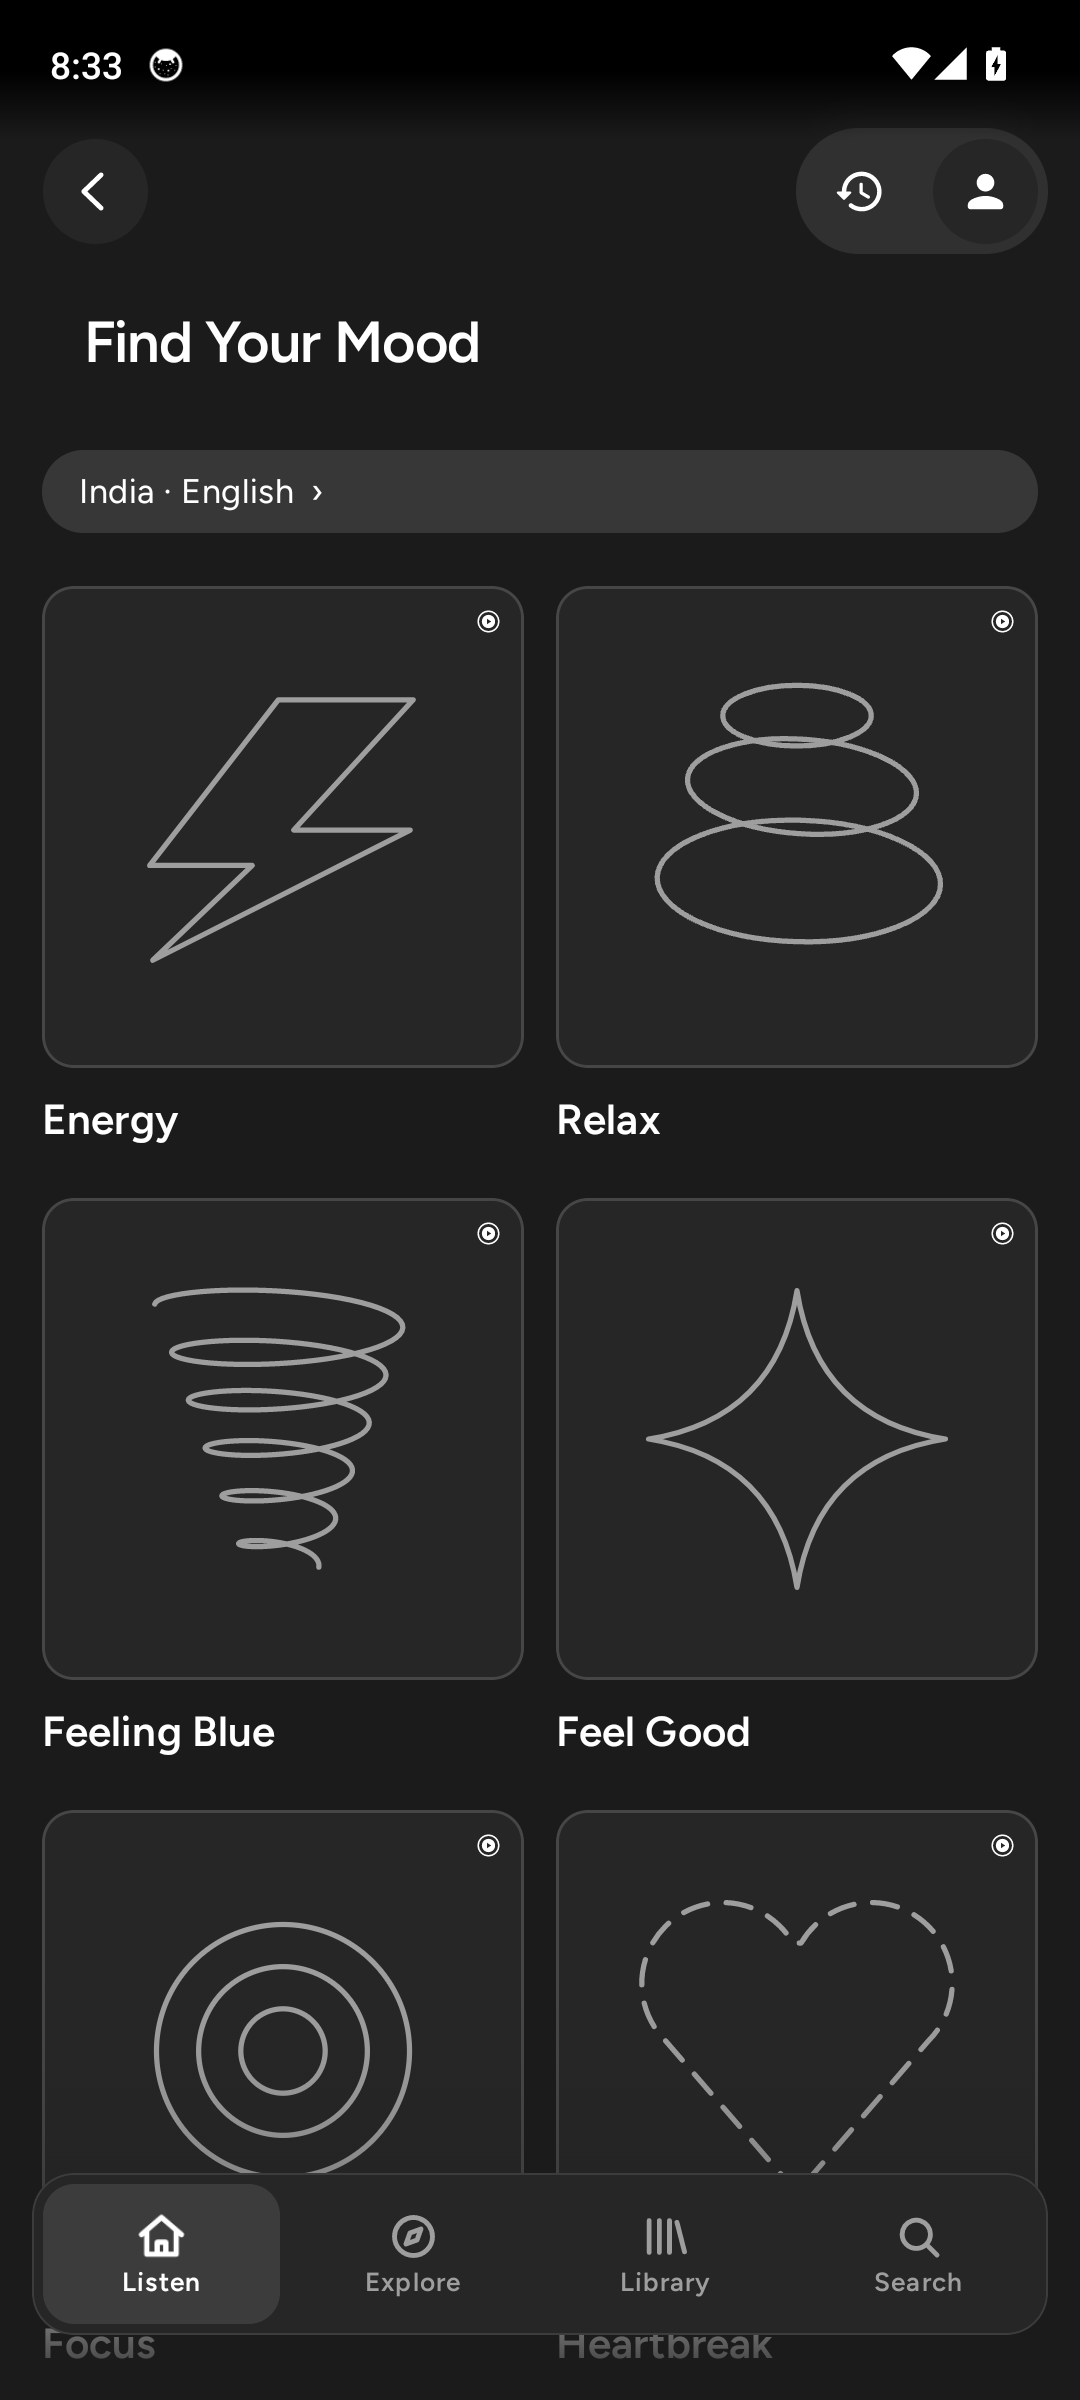 8:33
Find Your Mood
India · English ›
Energy
Relax
Feeling Blue
Feel Good
Listen
Explore
Library
Search
Focus
Heartbreak